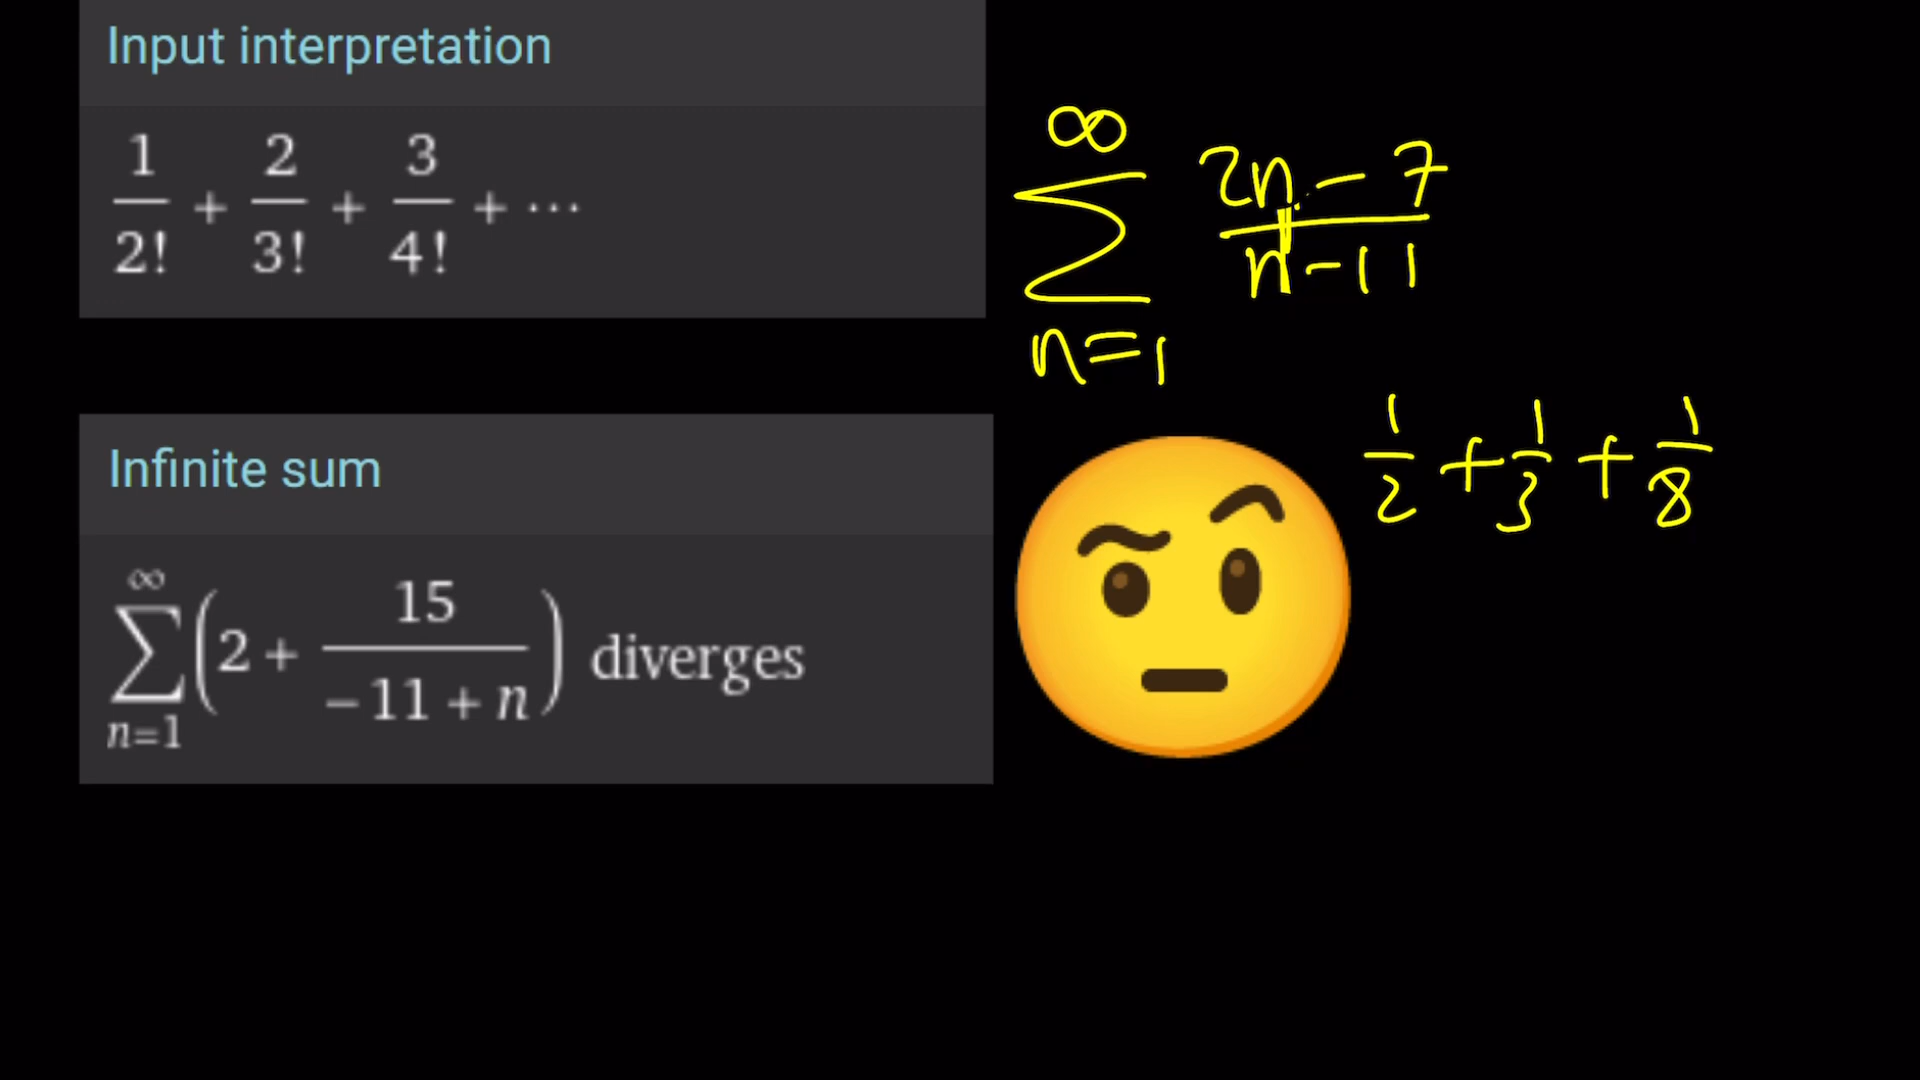 Input interpretation
1/2! + 2/3! + 3/4! + ⋯
Infinite sum
∞ ∑ n=1 (2 + 15/(−11 + n)) diverges
∞ ∑ n=1 (2n − 7)/(n − 11)
1/2 + 1/3 + 1/8